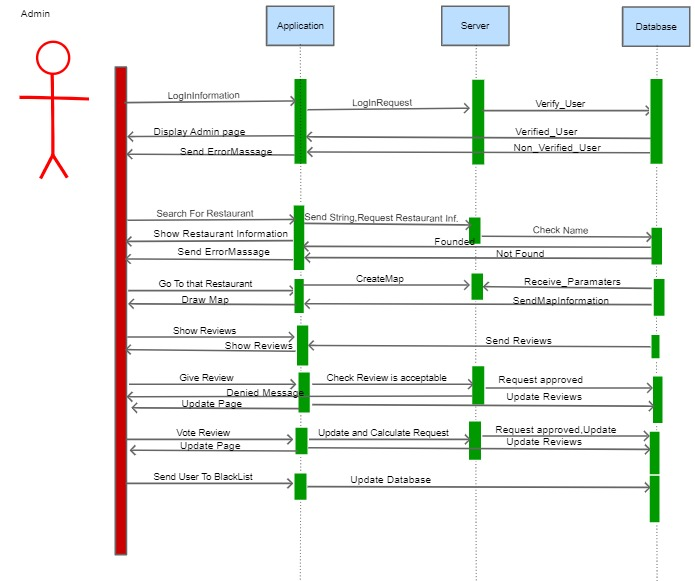 Admin
Application
Server
Database
LogInInformation
LogInRequest
Verify_User
Display Admin page
Verified_User
Send ErrorMassage
Non_Verified_User
Search For Restaurant
Send String,Request Restaurant Inf.
Check Name
Show Restaurant Information
Founded
Send ErrorMassage
Not Found
Go To that Restaurant
CreateMap
Receive_Paramaters
Draw Map
SendMapInformation
Show Reviews
Show Reviews
Send Reviews
Give Review
Check Review is acceptable
Request approved
Denied Message
Update Page
Update Reviews
Vote Review
Update and Calculate Request
Request approved,Update
Update Page
Update Reviews
Send User To BlackList
Update Database